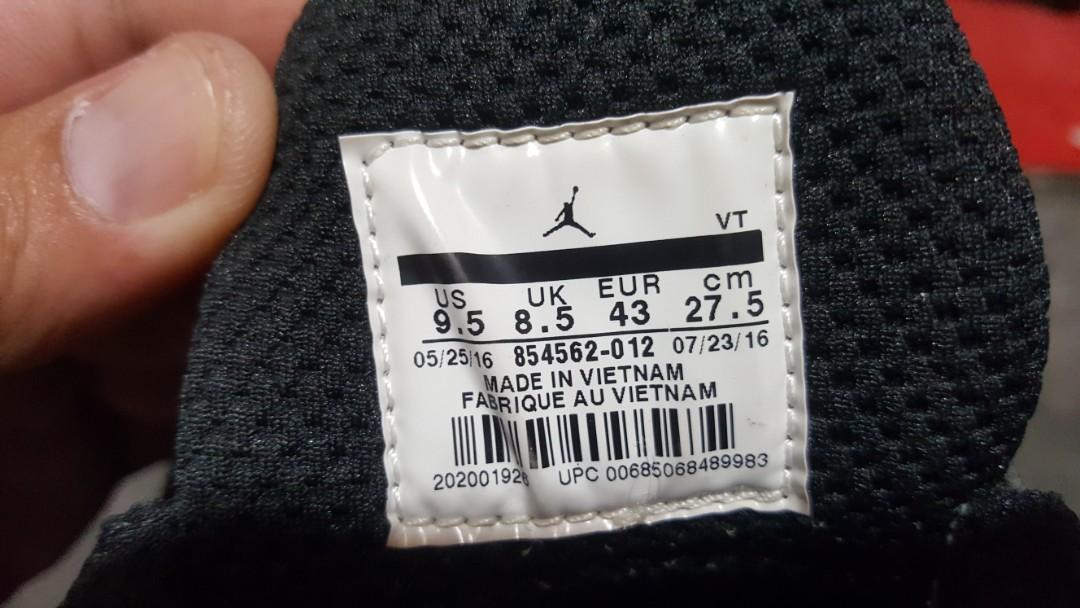 VT
US UK EUR cm
9.5 8.5 43 27.5
05/25/16 854562-012 07/23/16
MADE IN VIETNAM
FABRIQUE AU VIETNAM
UPC 00685068489983